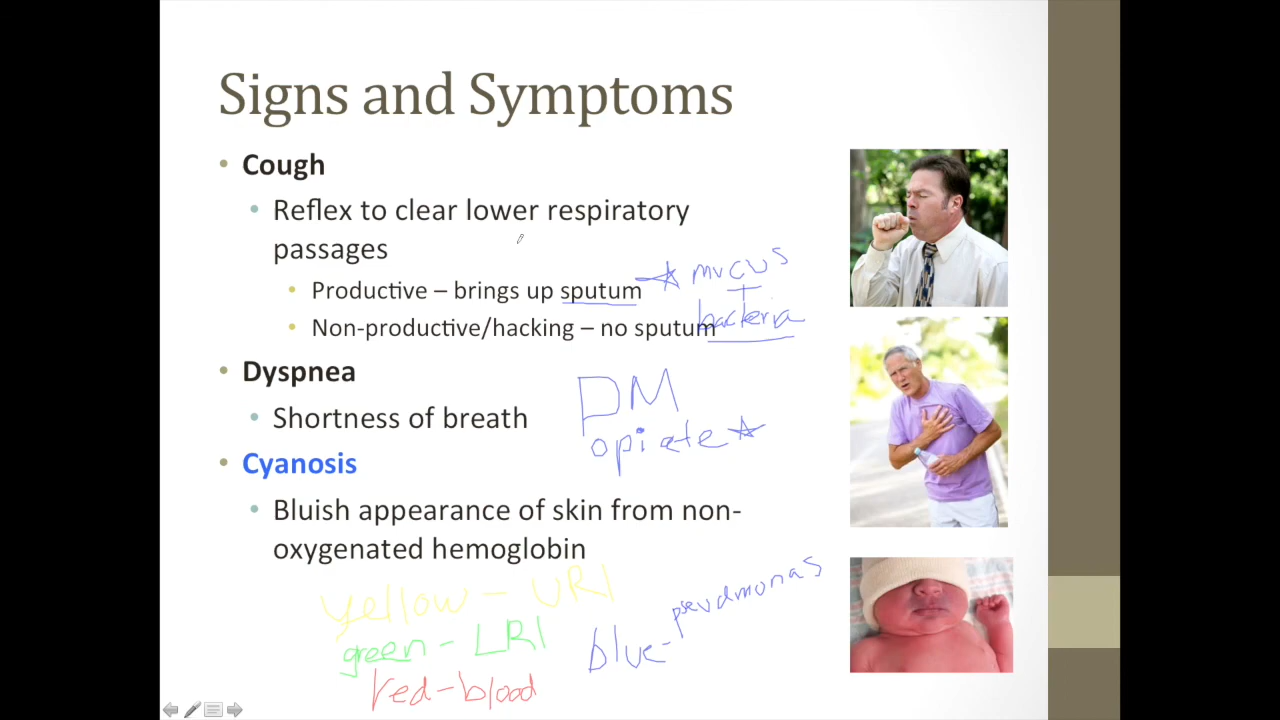 Signs and Symptoms
• Cough
• Reflex to clear lower respiratory
passages
• Productive – brings up sputum
mucus
+
bacteria
• Non-productive/hacking – no sputum
• Dyspnea
• Shortness of breath
DM
opiate
• Cyanosis
• Bluish appearance of skin from non-
oxygenated hemoglobin
yellow - URI
green - LRI
red - blood
blue - pseudmonas